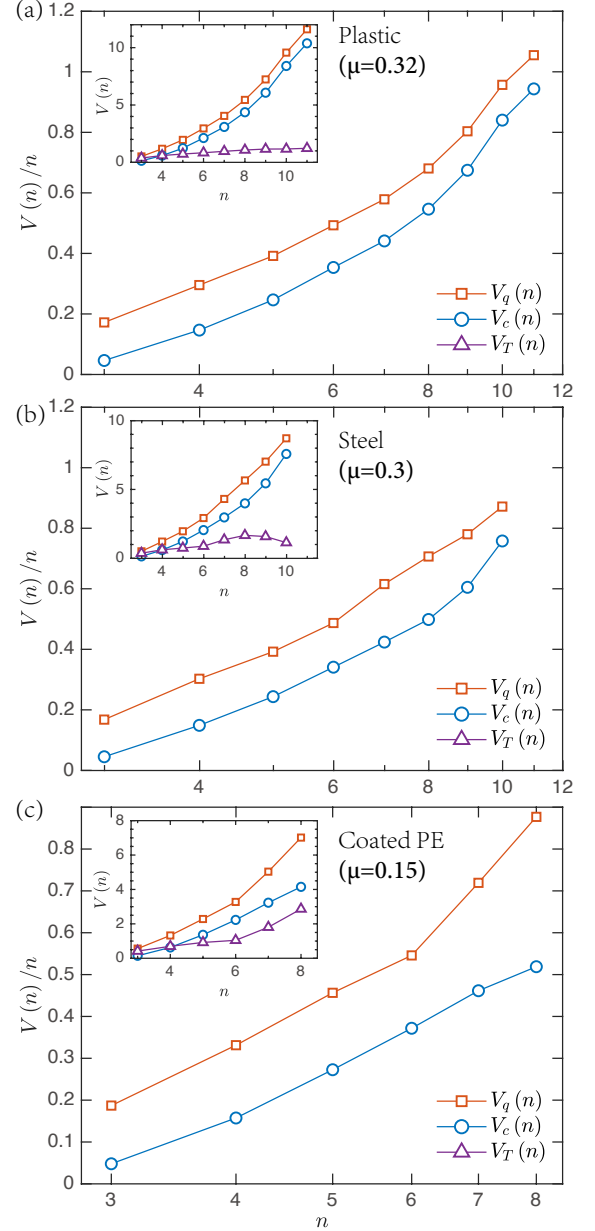 (a)
Plastic
(μ=0.32)
V (n)
10
5
0
4 6 8 10
n
V (n)/n
1.2
1
0.8
0.6
0.4
0.2
0
V_q (n)
V_c (n)
V_T (n)
4 6 8 10 12
(b)
Steel
(μ=0.3)
V (n)
10
5
0
4 6 8 10
n
V (n)/n
1.2
1
0.8
0.6
0.4
0.2
0
V_q (n)
V_c (n)
V_T (n)
4 6 8 10 12
(c)
Coated PE
(μ=0.15)
V (n)
8
6
4
2
0
4 6 8
n
V (n)/n
0.8
0.7
0.6
0.5
0.4
0.3
0.2
0.1
0
V_q (n)
V_c (n)
V_T (n)
3 4 5 6 7 8
n